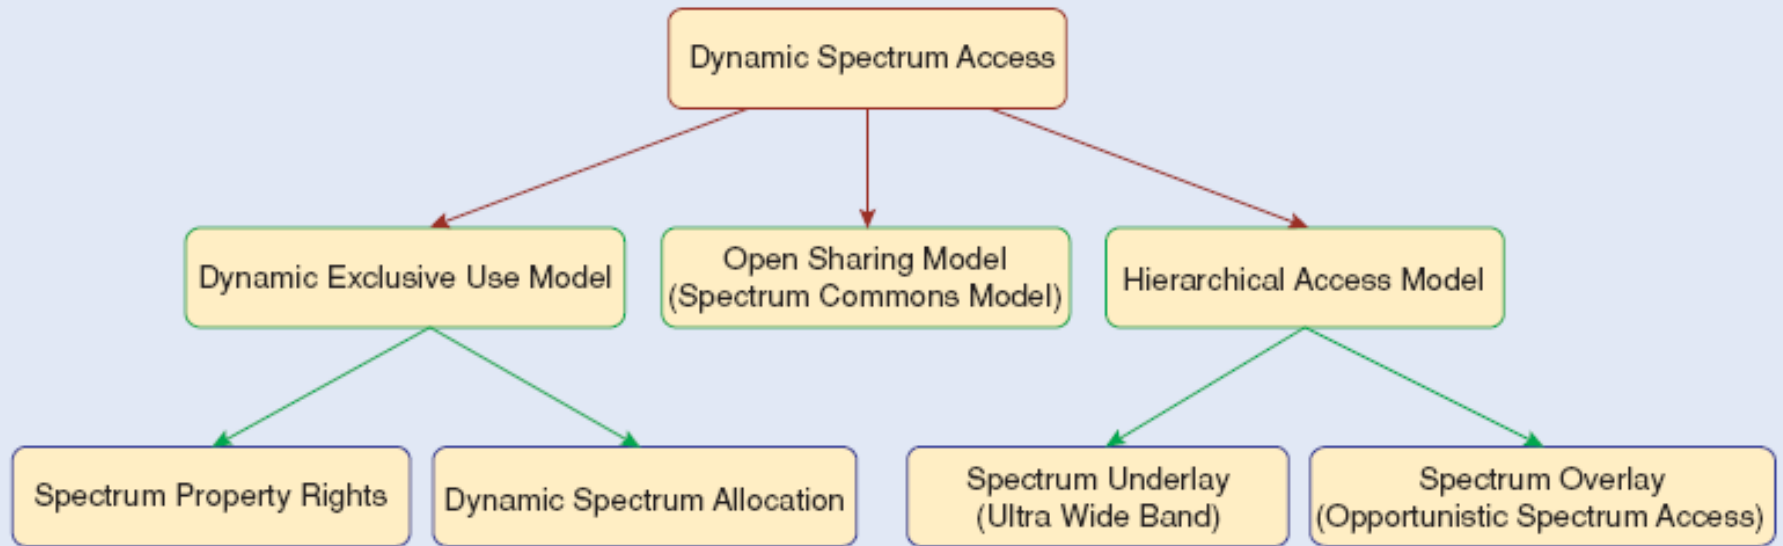 Dynamic Spectrum Access
Dynamic Exclusive Use Model
Open Sharing Model
(Spectrum Commons Model)
Hierarchical Access Model
Spectrum Property Rights
Dynamic Spectrum Allocation
Spectrum Underlay
(Ultra Wide Band)
Spectrum Overlay
(Opportunistic Spectrum Access)